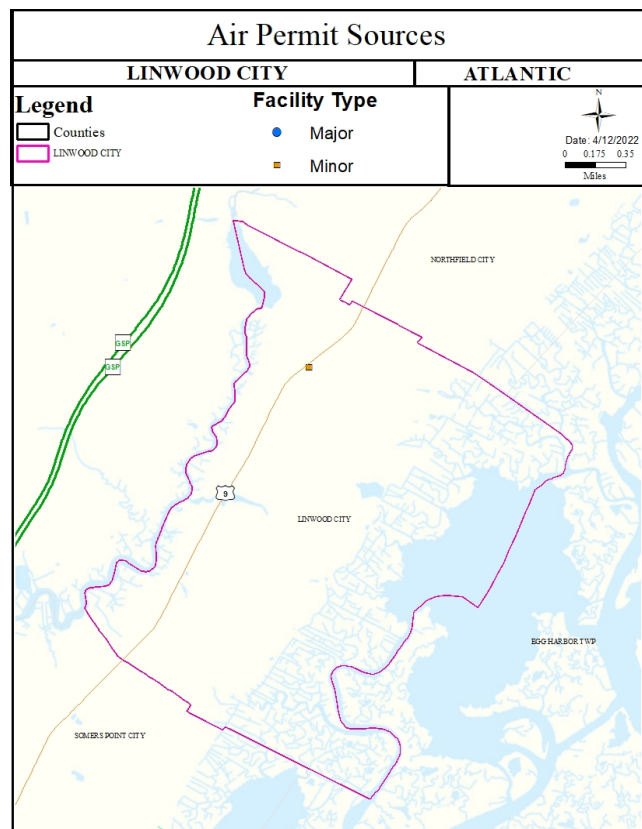 Air Permit Sources
LINWOOD CITY
ATLANTIC
Legend
Counties
LINWOOD CITY
Facility Type
Major
Minor
N
Date: 4/12/2022
0 0.175 0.35
Miles
NORTHFIELD CITY
GSP
GSP
9
LINWOOD CITY
EGG HARBOR TWP
SOMERS POINT CITY